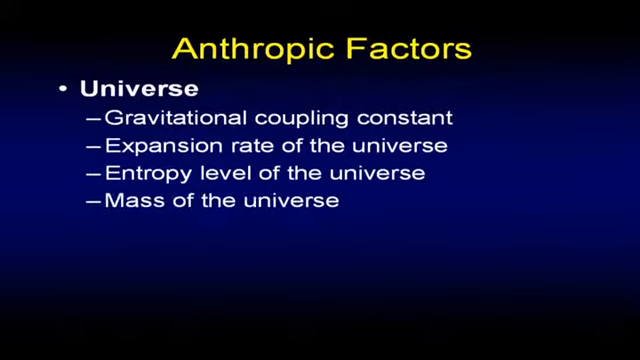 Anthropic Factors
• Universe
–Gravitational coupling constant
–Expansion rate of the universe
–Entropy level of the universe
–Mass of the universe